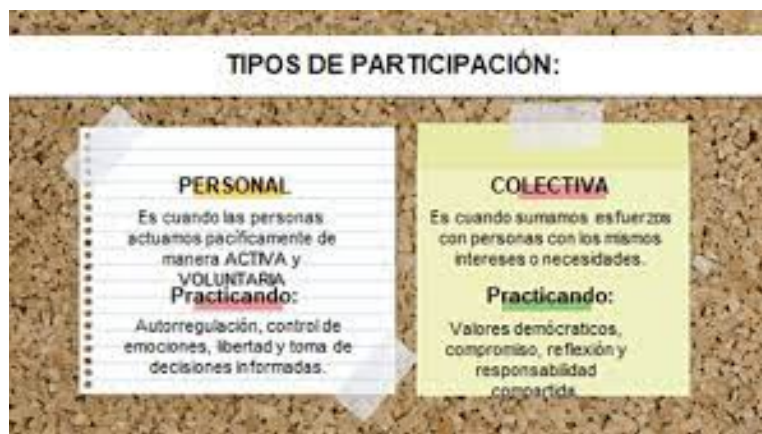 TIPOS DE PARTICIPACIÓN:
PERSONAL
Es cuando las personas
actuamos pacíficamente de
manera ACTIVA y
VOLUNTARIA
Practicando:
Autorregulación, control de
emociones, libertad y toma de
decisiones informadas.
COLECTIVA
Es cuando sumamos esfuerzos
con personas con los mismos
intereses o necesidades.
Practicando:
Valores demócraticos,
compromiso, reflexión y
responsabilidad
compartida.